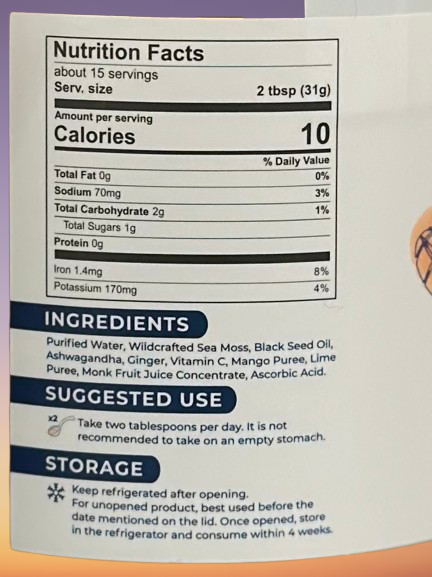 Nutrition Facts
about 15 servings
Serv. size 2 tbsp (31g)
Amount per serving
Calories 10
% Daily Value
Total Fat 0g 0%
Sodium 70mg 3%
Total Carbohydrate 2g 1%
Total Sugars 1g
Protein 0g
Iron 1.4mg 8%
Potassium 170mg 4%
INGREDIENTS
Purified Water, Wildcrafted Sea Moss, Black Seed Oil,
Ashwagandha, Ginger, Vitamin C, Mango Puree, Lime
Puree, Monk Fruit Juice Concentrate, Ascorbic Acid.
SUGGESTED USE
x2
Take two tablespoons per day. It is not
recommended to take on an empty stomach.
STORAGE
Keep refrigerated after opening.
For unopened product, best used before the
date mentioned on the lid. Once opened, store
in the refrigerator and consume within 4 weeks.